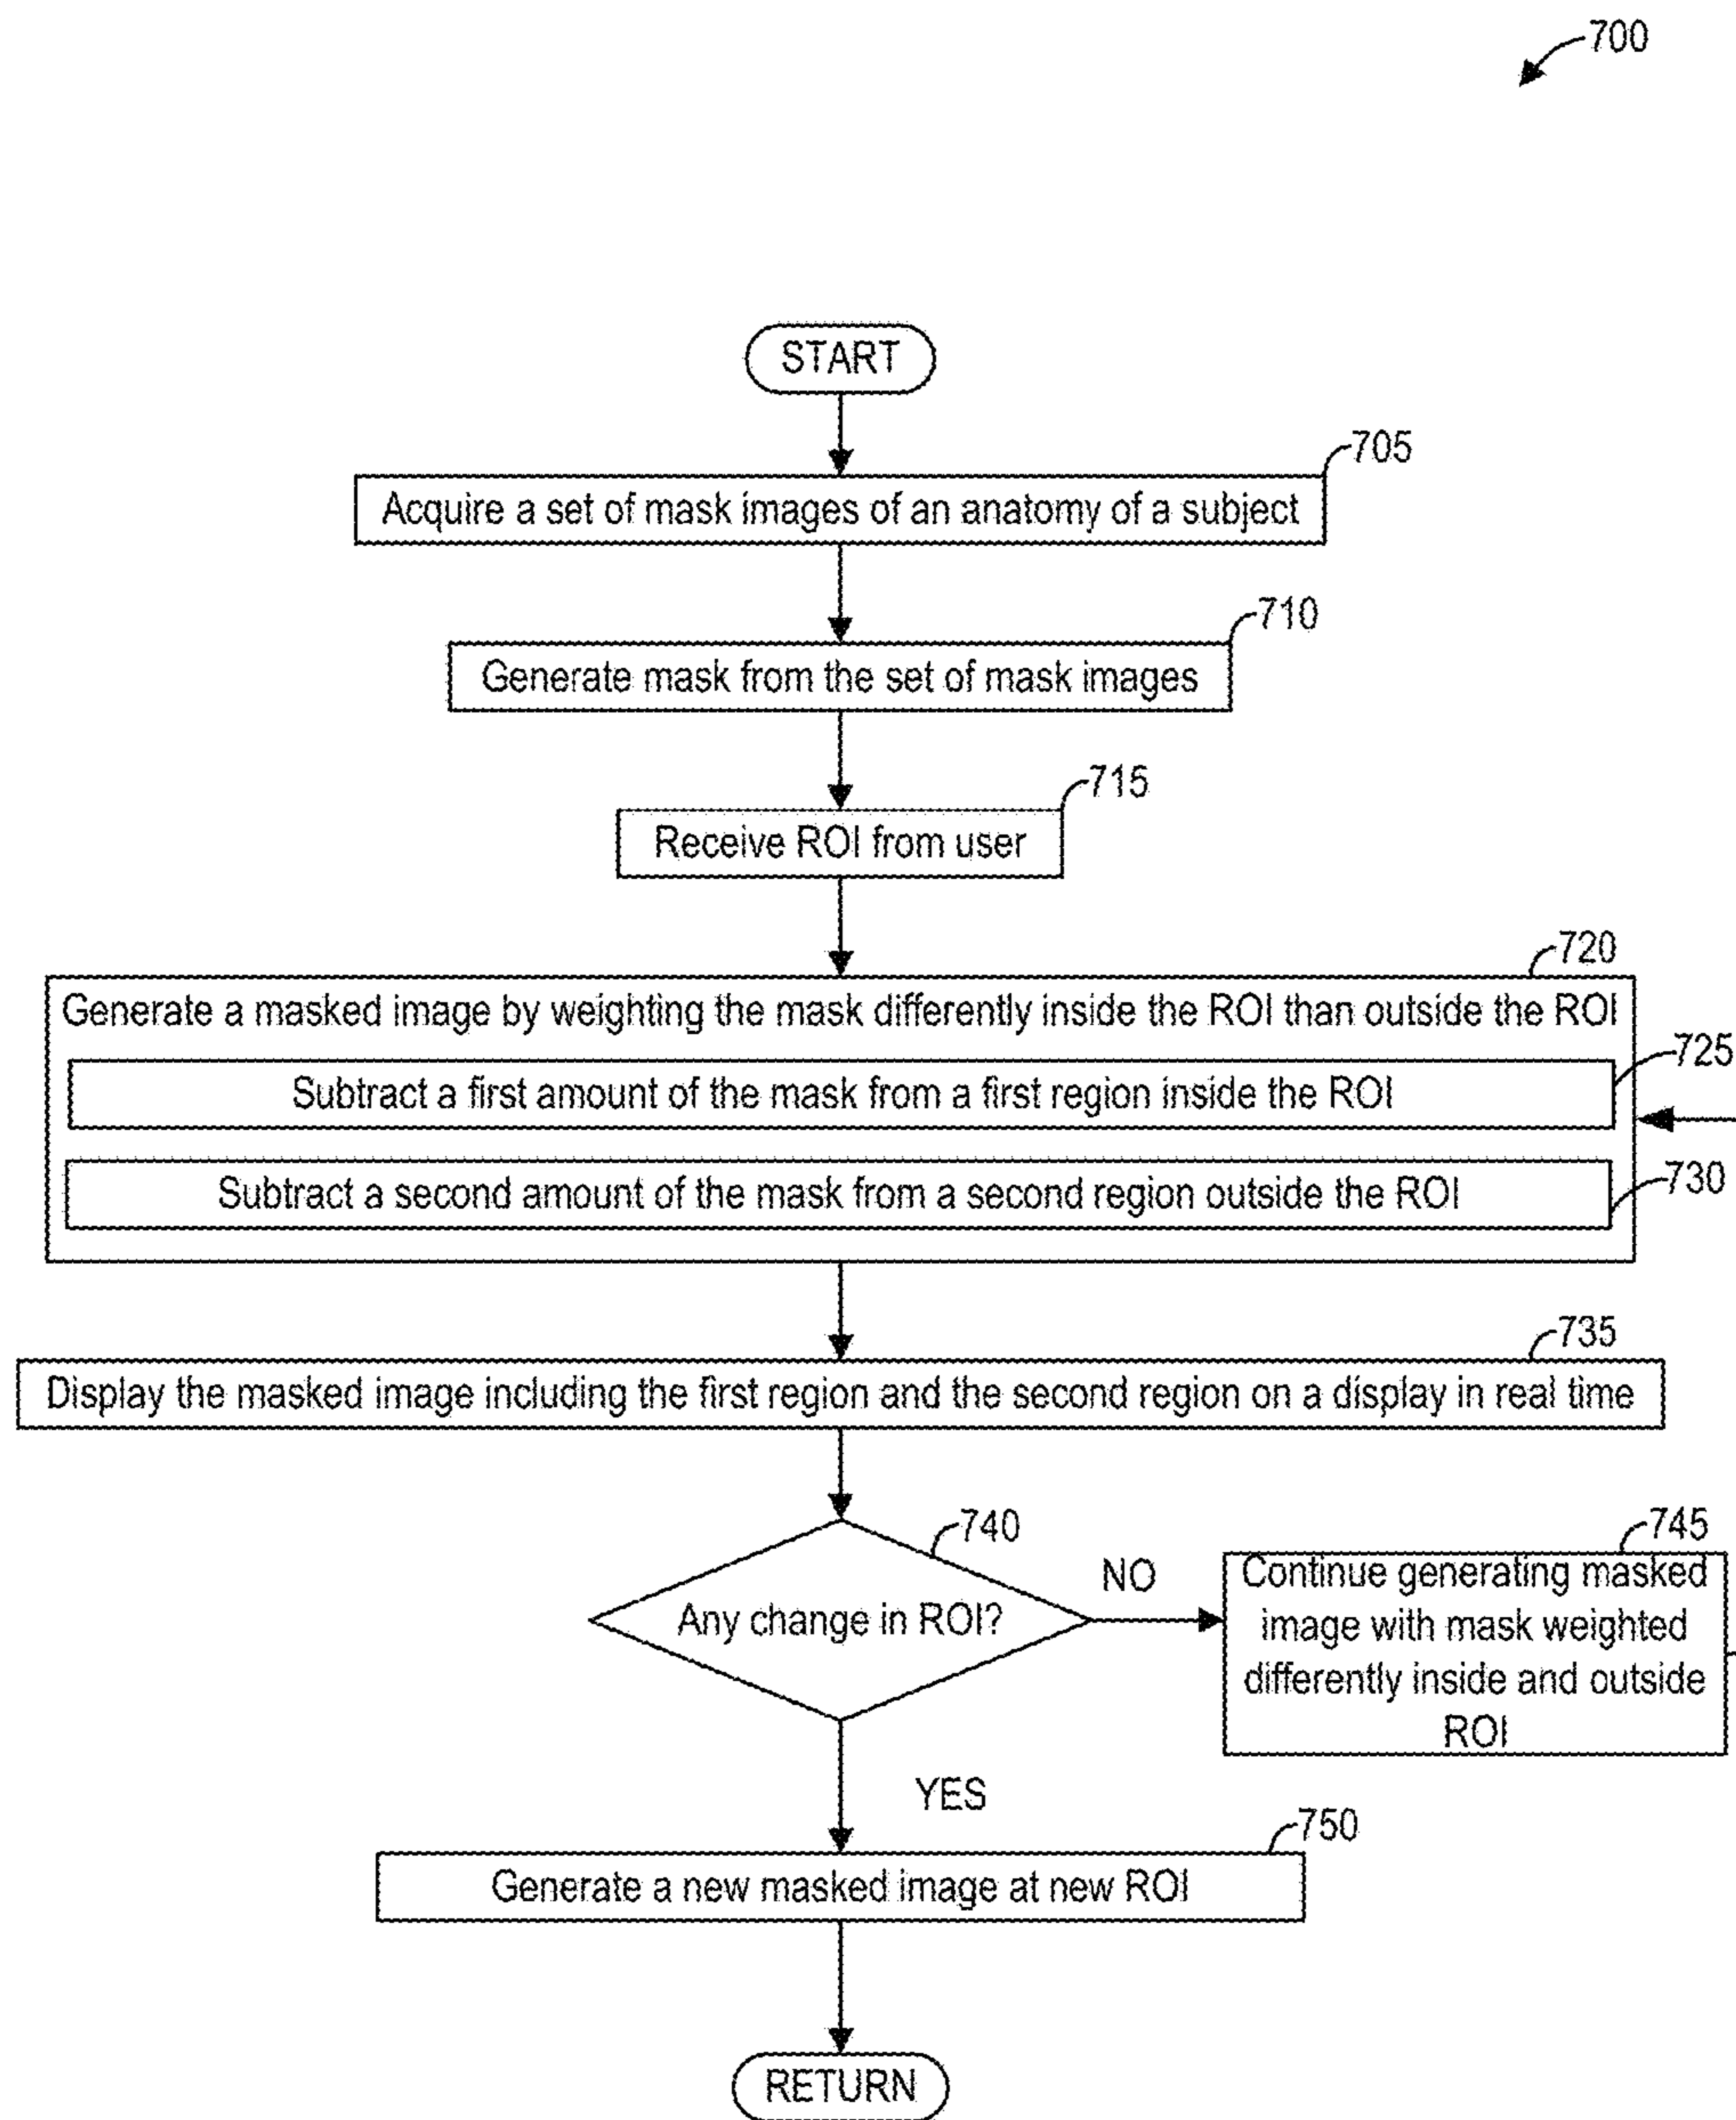 700
START
705
Acquire a set of mask images of an anatomy of a subject
710
Generate mask from the set of mask images
715
Receive ROI from user
720
Generate a masked image by weighting the mask differently inside the ROI than outside the ROI
725
Subtract a first amount of the mask from a first region inside the ROI
730
Subtract a second amount of the mask from a second region outside the ROI
735
Display the masked image including the first region and the second region on a display in real time
740
Any change in ROI?
NO
745
Continue generating masked
image with mask weighted
differently inside and outside
ROI
YES
750
Generate a new masked image at new ROI
RETURN